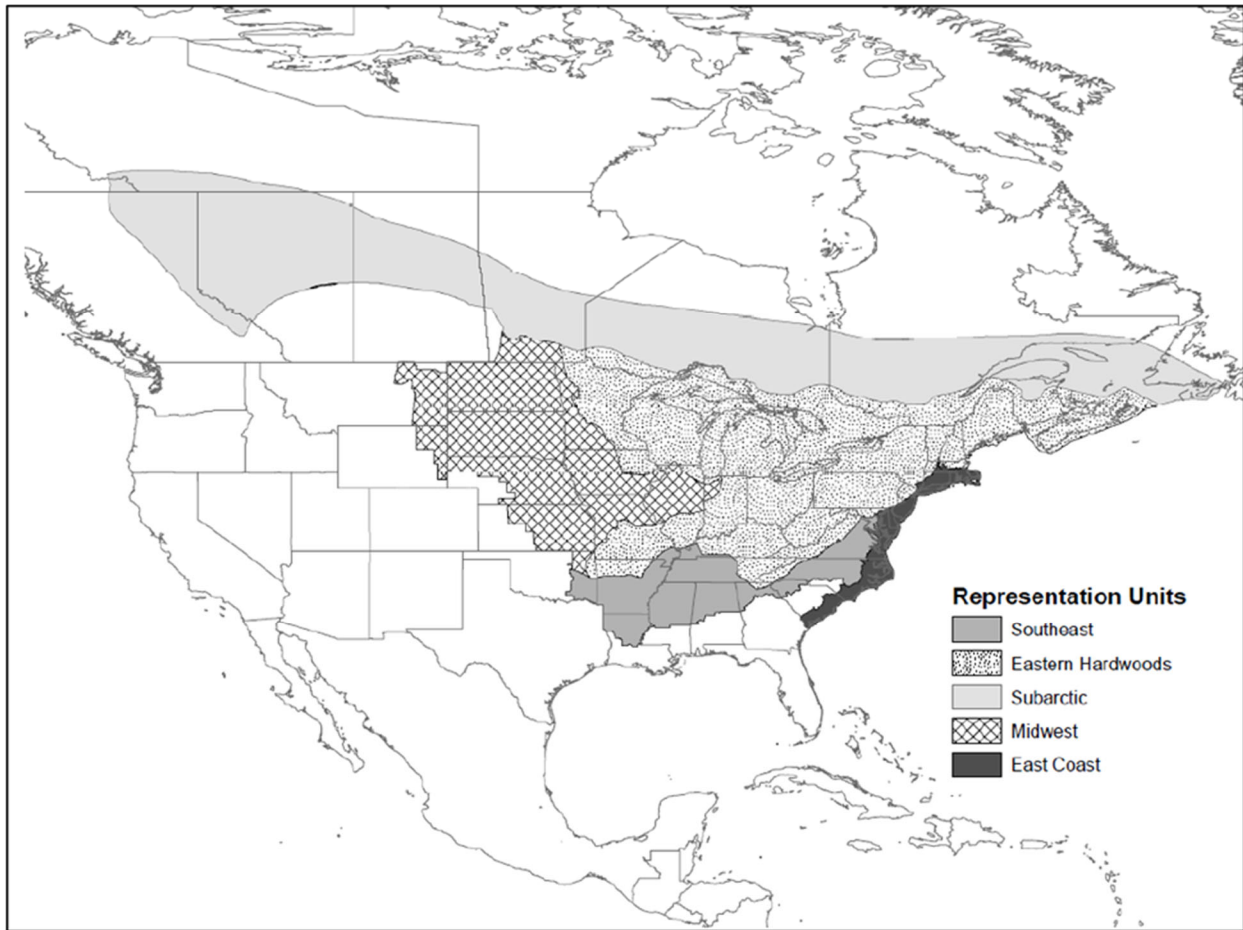 Representation Units
Southeast
Eastern Hardwoods
Subarctic
Midwest
East Coast